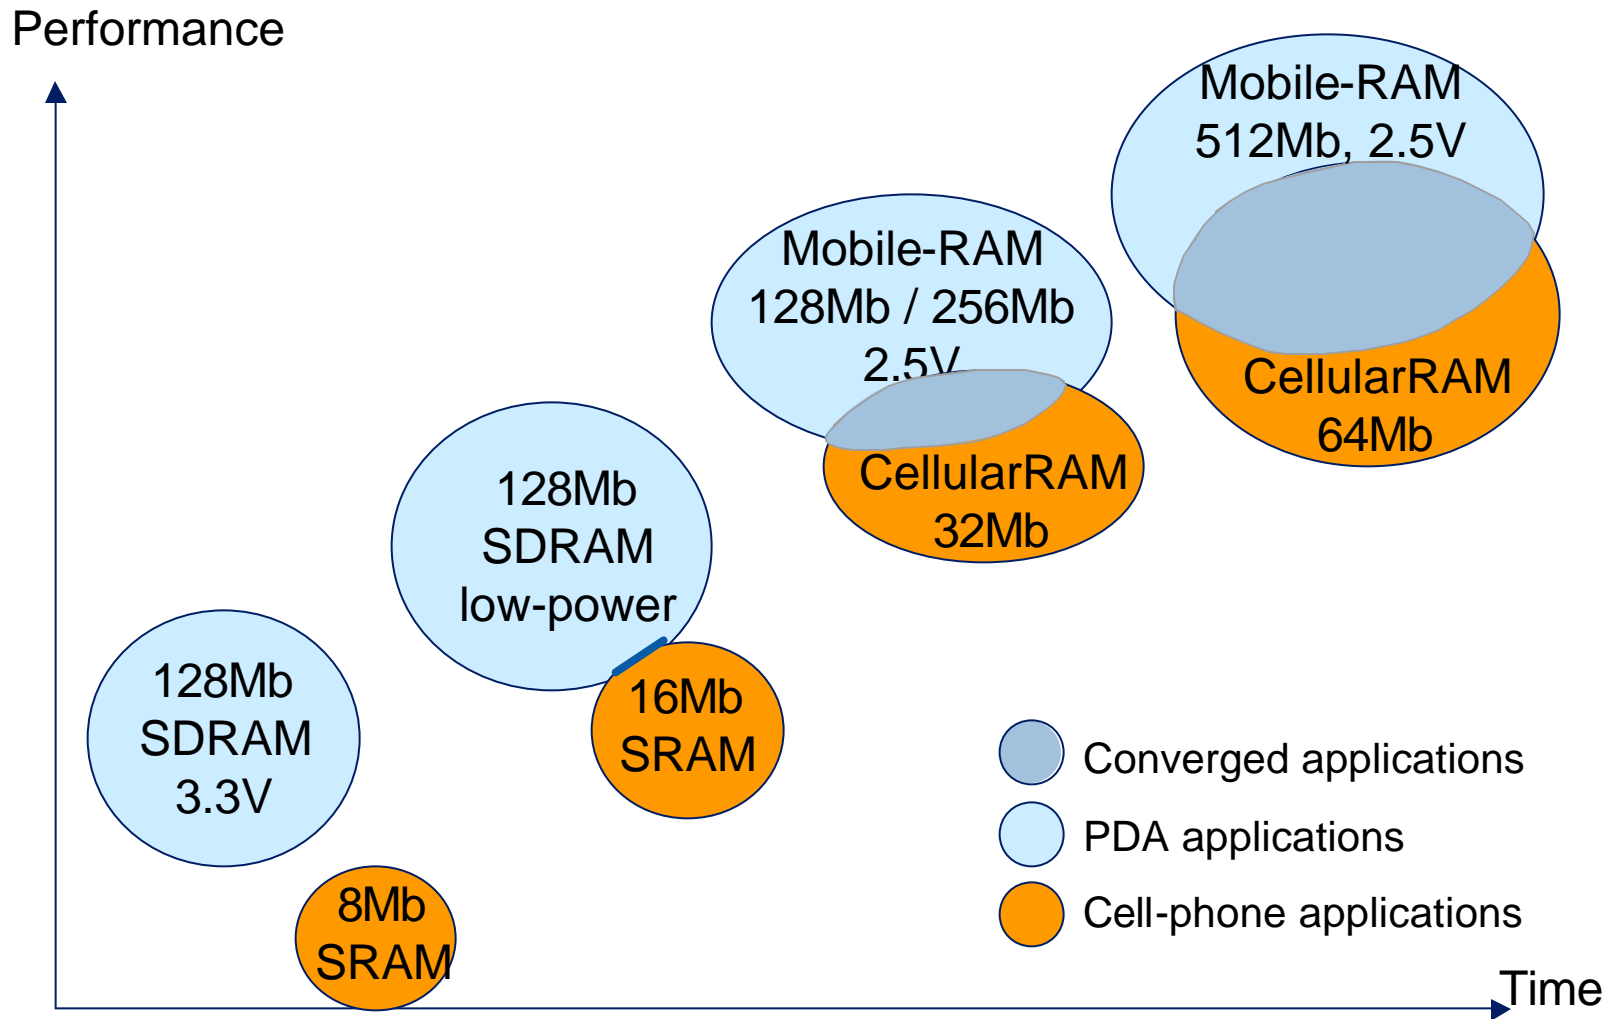 Performance
Mobile-RAM
512Mb, 2.5V
CellularRAM
64Mb
Mobile-RAM
128Mb / 256Mb
2.5V
CellularRAM
32Mb
128Mb
SDRAM
low-power
16Mb
SRAM
128Mb
SDRAM
3.3V
8Mb
SRAM
Converged applications
PDA applications
Cell-phone applications
Time